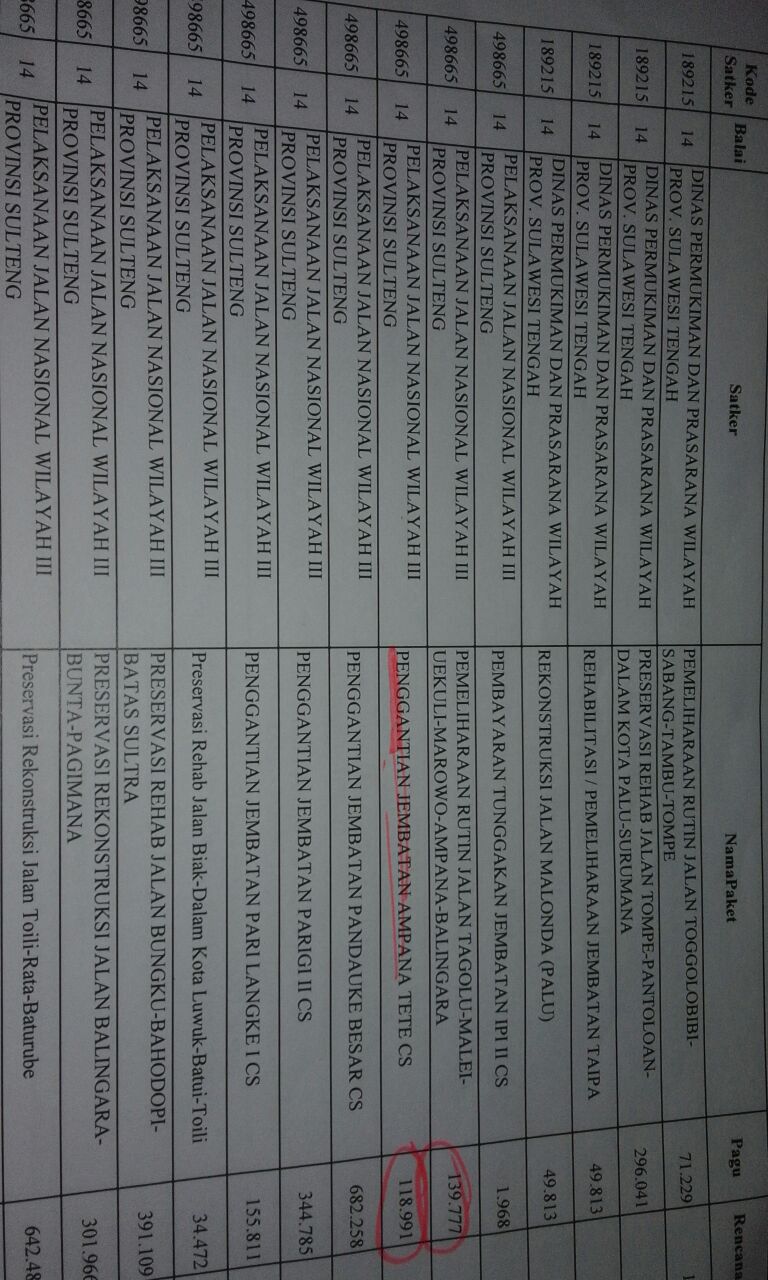 Kode Satker Balai Satker NamaPaket Pagu Rencana
189215 14 DINAS PERMUKIMAN DAN PRASARANA WILAYAH PEMELIHARAAN RUTIN JALAN TOGGOLOBIBI- 71.229
PROV. SULAWESI TENGAH SABANG-TAMBU-TOMPE
189215 14 DINAS PERMUKIMAN DAN PRASARANA WILAYAH PRESERVASI REHAB JALAN TOMPE-PANTOLOAN- 296.041
PROV. SULAWESI TENGAH DALAM KOTA PALU-SURUMANA
189215 14 DINAS PERMUKIMAN DAN PRASARANA WILAYAH REHABILITASI / PEMELIHARAAN JEMBATAN TAIPA 49.813
PROV. SULAWESI TENGAH
189215 14 DINAS PERMUKIMAN DAN PRASARANA WILAYAH REKONSTRUKSI JALAN MALONDA (PALU) 49.813
PROV. SULAWESI TENGAH
498665 14 PELAKSANAAN JALAN NASIONAL WILAYAH III PEMBAYARAN TUNGGAKAN JEMBATAN IPI II CS 1.968
PROVINSI SULTENG
498665 14 PELAKSANAAN JALAN NASIONAL WILAYAH III PEMELIHARAAN RUTIN JALAN TAGOLU-MALEI- 139.777
PROVINSI SULTENG UEKULI-MAROWO-AMPANA-BALINGARA
498665 14 PELAKSANAAN JALAN NASIONAL WILAYAH III PENGGANTIAN JEMBATAN AMPANA TETE CS 118.991
PROVINSI SULTENG
498665 14 PELAKSANAAN JALAN NASIONAL WILAYAH III PENGGANTIAN JEMBATAN PANDAUKE BESAR CS 682.258
PROVINSI SULTENG
498665 14 PELAKSANAAN JALAN NASIONAL WILAYAH III PENGGANTIAN JEMBATAN PARIGI II CS 344.785
PROVINSI SULTENG
498665 14 PELAKSANAAN JALAN NASIONAL WILAYAH III PENGGANTIAN JEMBATAN PARI LANGKE I CS 155.811
PROVINSI SULTENG
98665 14 PELAKSANAAN JALAN NASIONAL WILAYAH III Preservasi Rehab Jalan Biak-Dalam Kota Luwuk-Batui-Toili 34.472
PROVINSI SULTENG
98665 14 PELAKSANAAN JALAN NASIONAL WILAYAH III PRESERVASI REHAB JALAN BUNGKU-BAHODOPI- 391.109
PROVINSI SULTENG BATAS SULTRA
8665 14 PELAKSANAAN JALAN NASIONAL WILAYAH III PRESERVASI REKONSTRUKSI JALAN BALINGARA- 301.966
PROVINSI SULTENG BUNTA-PAGIMANA
8665 14 PELAKSANAAN JALAN NASIONAL WILAYAH III Preservasi Rekonstruksi Jalan Toili-Rata-Baturube 642.48
PROVINSI SULTENG